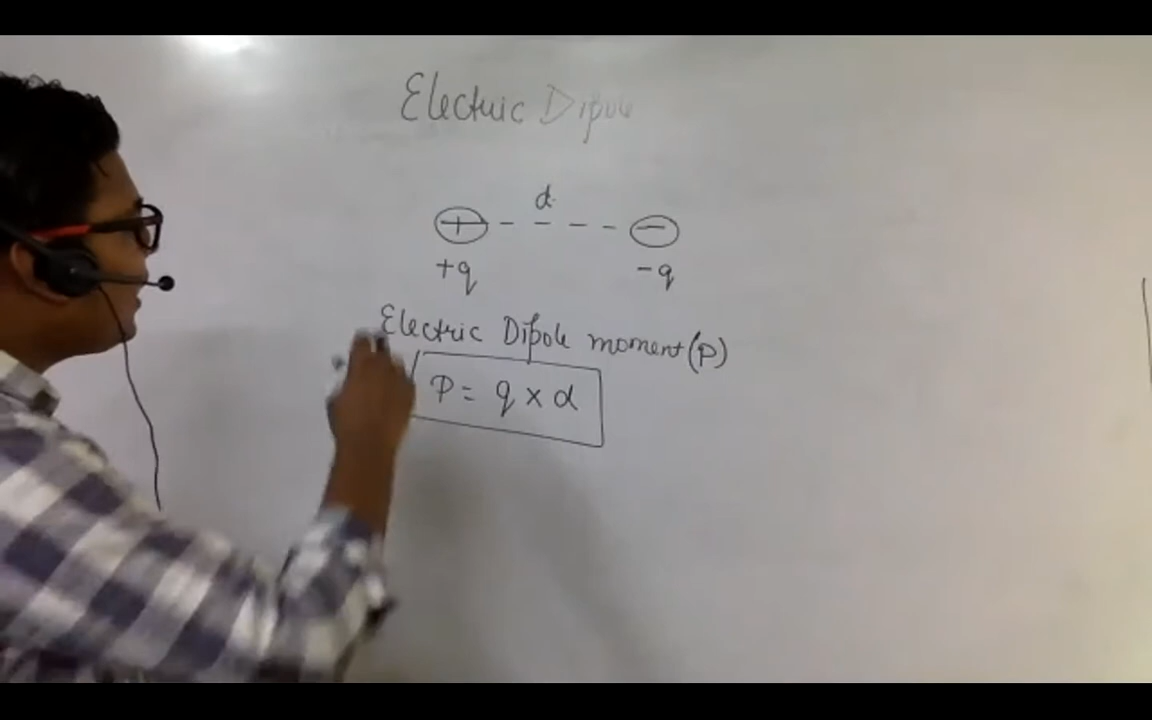 Electric Dipole
d
+ - - - - −
+q -q
Electric Dipole moment(P)
P = q × d